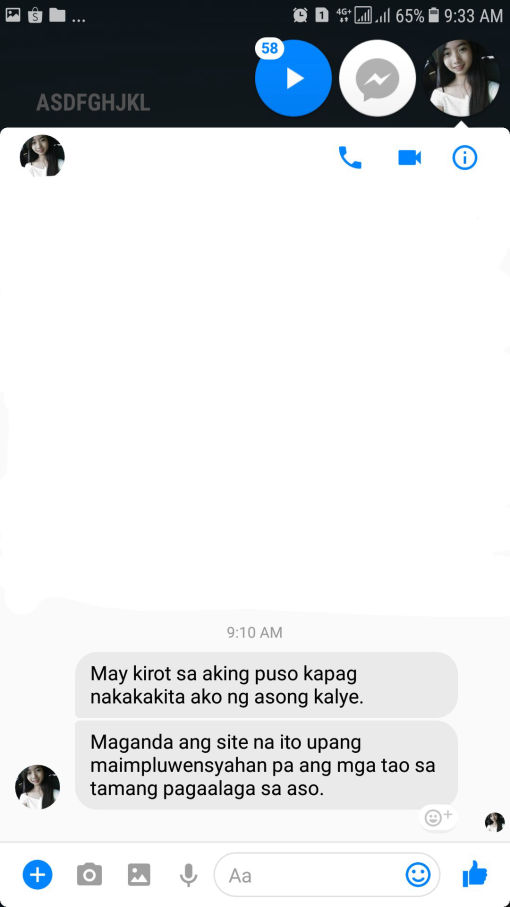 ... 1 4G+ 65% 9:33 AM
58
ASDFGHJKL
9:10 AM
May kirot sa aking puso kapag
nakakakita ako ng asong kalye.
Maganda ang site na ito upang
maimpluwensyahan pa ang mga tao sa
tamang pagaalaga sa aso.
Aa